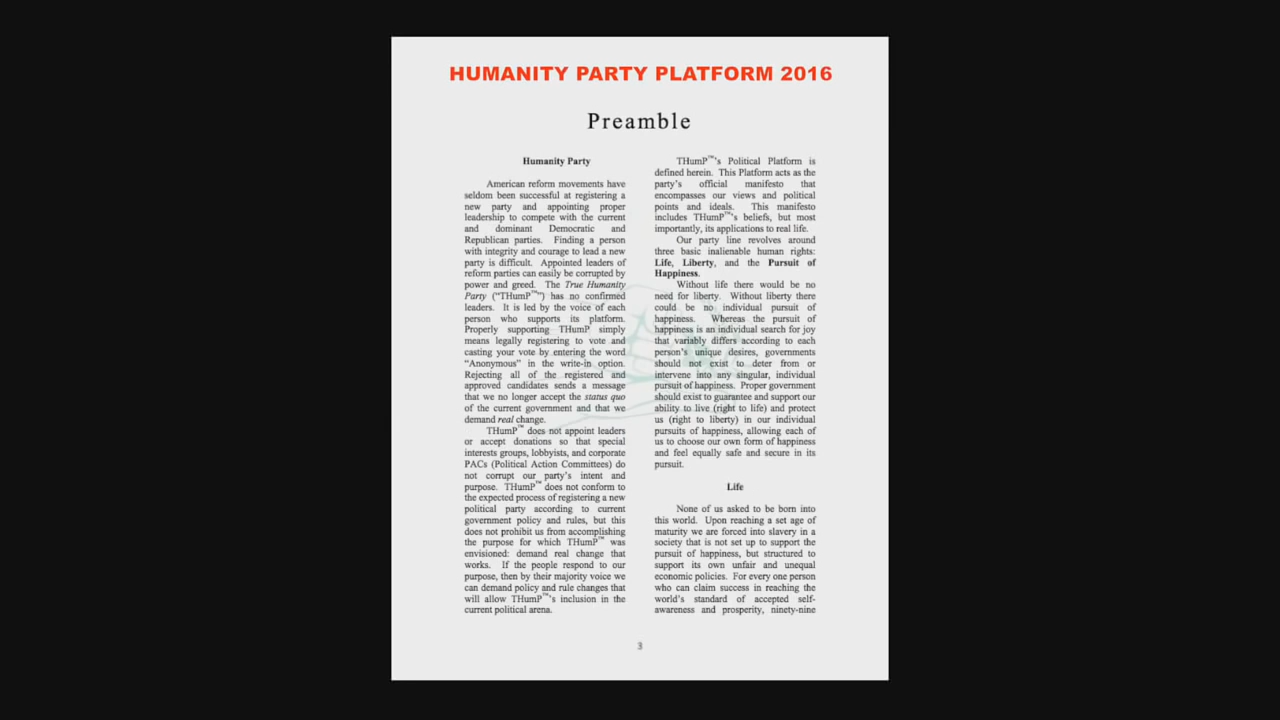 HUMANITY PARTY PLATFORM 2016
Preamble
Humanity Party
American reform movements have
seldom been successful at registering a
new party and appointing proper
leadership to compete with the current
and dominant Democratic and
Republican parties. Finding a person
with integrity and courage to lead a new
party is difficult. Appointed leaders of
reform parties can easily be corrupted by
power and greed. The True Humanity
Party (“THumP™”) has no confirmed
leaders. It is led by the voice of each
person who supports its platform.
Properly supporting THumP simply
means legally registering to vote and
casting your vote by entering the word
“Anonymous” in the write-in option.
Rejecting all of the registered and
approved candidates sends a message
that we no longer accept the status quo
of the current government and that we
demand real change.
THumP™ does not appoint leaders
or accept donations so that special
interests groups, lobbyists, and corporate
PACs (Political Action Committees) do
not corrupt our party’s intent and
purpose. THumP™ does not conform to
the expected process of registering a new
political party according to current
government policy and rules, but this
does not prohibit us from accomplishing
the purpose for which THumP™ was
envisioned: demand real change that
works. If the people respond to our
purpose, then by their majority voice we
can demand policy and rule changes that
will allow THumP™’s inclusion in the
current political arena.
THumP™’s Political Platform is
defined herein. This Platform acts as the
party’s official manifesto that
encompasses our views and political
points and ideals. This manifesto
includes THumP™’s beliefs, but most
importantly, its applications to real life.
Our party line revolves around
three basic inalienable human rights:
Life, Liberty, and the Pursuit of
Happiness.
Without life there would be no
need for liberty. Without liberty there
could be no individual pursuit of
happiness. Whereas the pursuit of
happiness is an individual search for joy
that variably differs according to each
person’s unique desires, governments
should not exist to deter from or
intervene into any singular, individual
pursuit of happiness. Proper government
should exist to guarantee and support our
ability to live (right to life) and protect
us (right to liberty) in our individual
pursuits of happiness, allowing each of
us to choose our own form of happiness
and feel equally safe and secure in its
pursuit.
Life
None of us asked to be born into
this world. Upon reaching a set age of
maturity we are forced into slavery in a
society that is not set up to support the
pursuit of happiness, but structured to
support its own unfair and unequal
economic policies. For every one person
who can claim success in reaching the
world’s standard of accepted self-
awareness and prosperity, ninety-nine
3